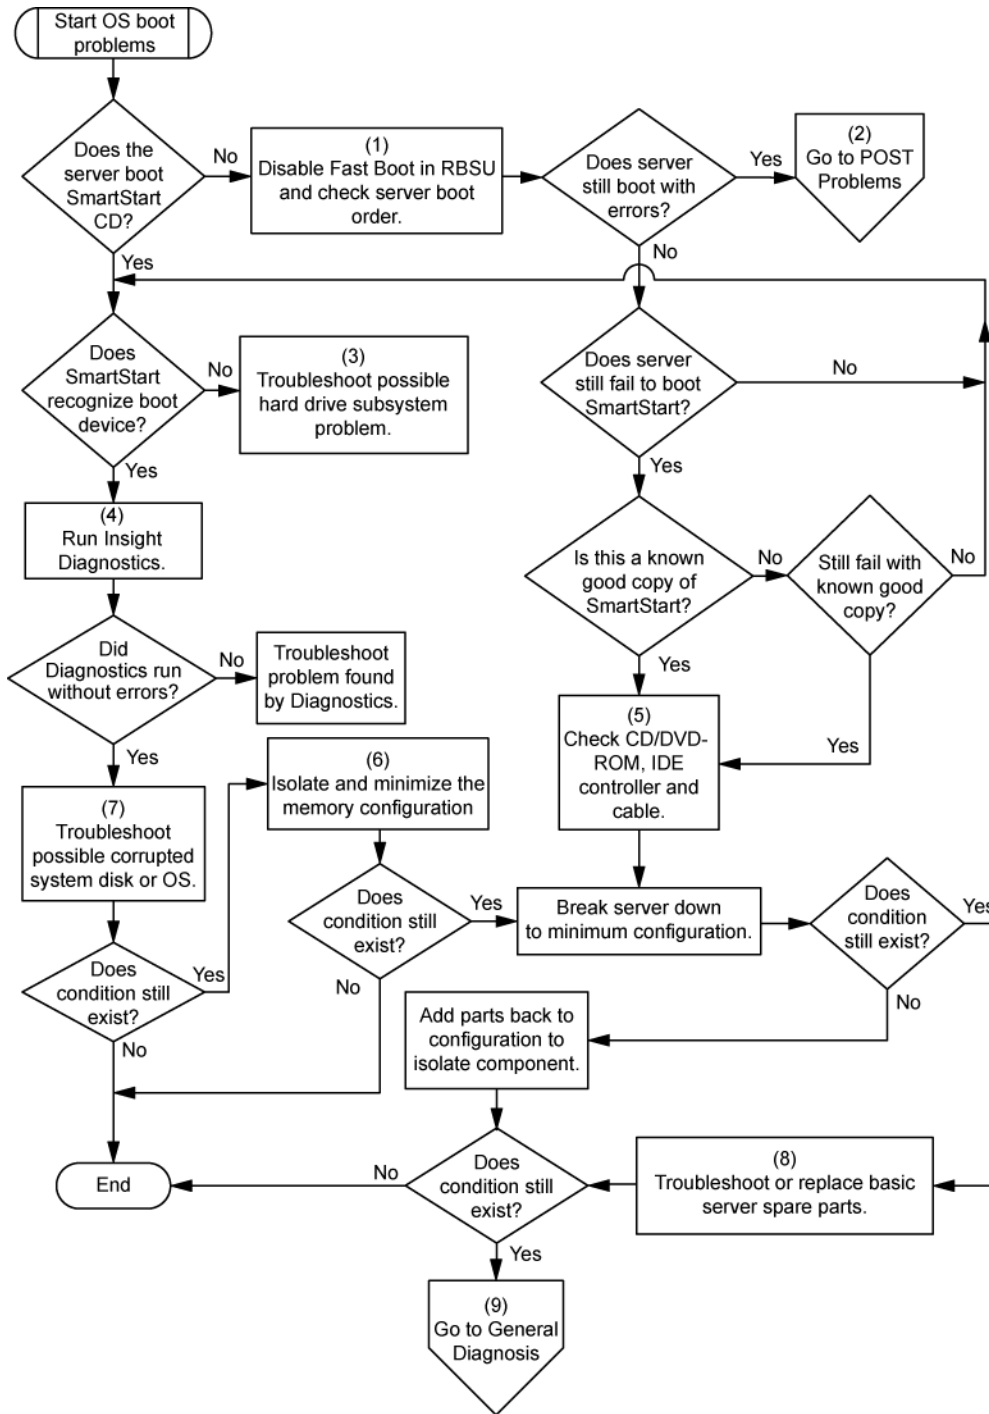 Start OS boot
problems
Does the
server boot
SmartStart
CD?
No
(1)
Disable Fast Boot in RBSU
and check server boot
order.
Does server
still boot with
errors?
Yes
(2)
Go to POST
Problems
Yes
No
Does
SmartStart
recognize boot
device?
No
(3)
Troubleshoot possible
hard drive subsystem
problem.
Does server
still fail to boot
SmartStart?
No
Yes
Yes
(4)
Run Insight
Diagnostics.
Is this a known
good copy of
SmartStart?
No
Still fail with
known good
copy?
No
Did
Diagnostics run
without errors?
No
Troubleshoot
problem found
by Diagnostics.
Yes
Yes
Yes
(5)
Check CD/DVD-
ROM, IDE
controller and
cable.
(6)
Isolate and minimize the
memory configuration
(7)
Troubleshoot
possible corrupted
system disk or OS.
Does
condition still
exist?
Yes
Break server down
to minimum configuration.
Does
condition still
exist?
Yes
Does
condition still
exist?
Yes
No
No
No
Add parts back to
configuration to
isolate component.
End
No
Does
condition still
exist?
(8)
Troubleshoot or replace basic
server spare parts.
Yes
(9)
Go to General
Diagnosis